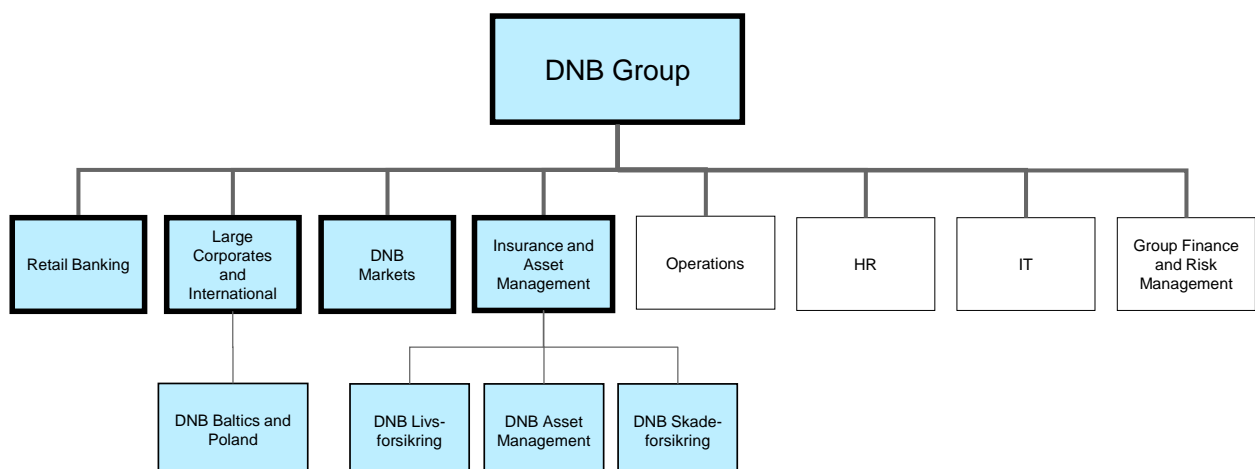 DNB Group
Retail Banking
Large
Corporates
and
International
DNB
Markets
Insurance and
Asset
Management
Operations
HR
IT
Group Finance
and Risk
Management
DNB Baltics and
Poland
DNB Livs-
forsikring
DNB Asset
Management
DNB Skade-
forsikring